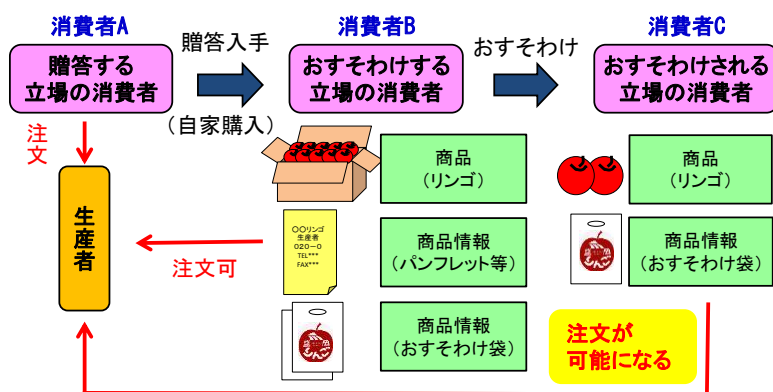 消費者A
贈答する
立場の消費者
贈答入手
(自家購入)
消費者B
おすそわけする
立場の消費者
おすそわけ
消費者C
おすそわけされる
立場の消費者
注文
生産者
注文可
商品
(リンゴ)
〇〇リンゴ
生産者
020-0
TEL***
FAX***
商品情報
(パンフレット等)
商品情報
(おすそわけ袋)
商品
(リンゴ)
商品情報
(おすそわけ袋)
注文が
可能になる